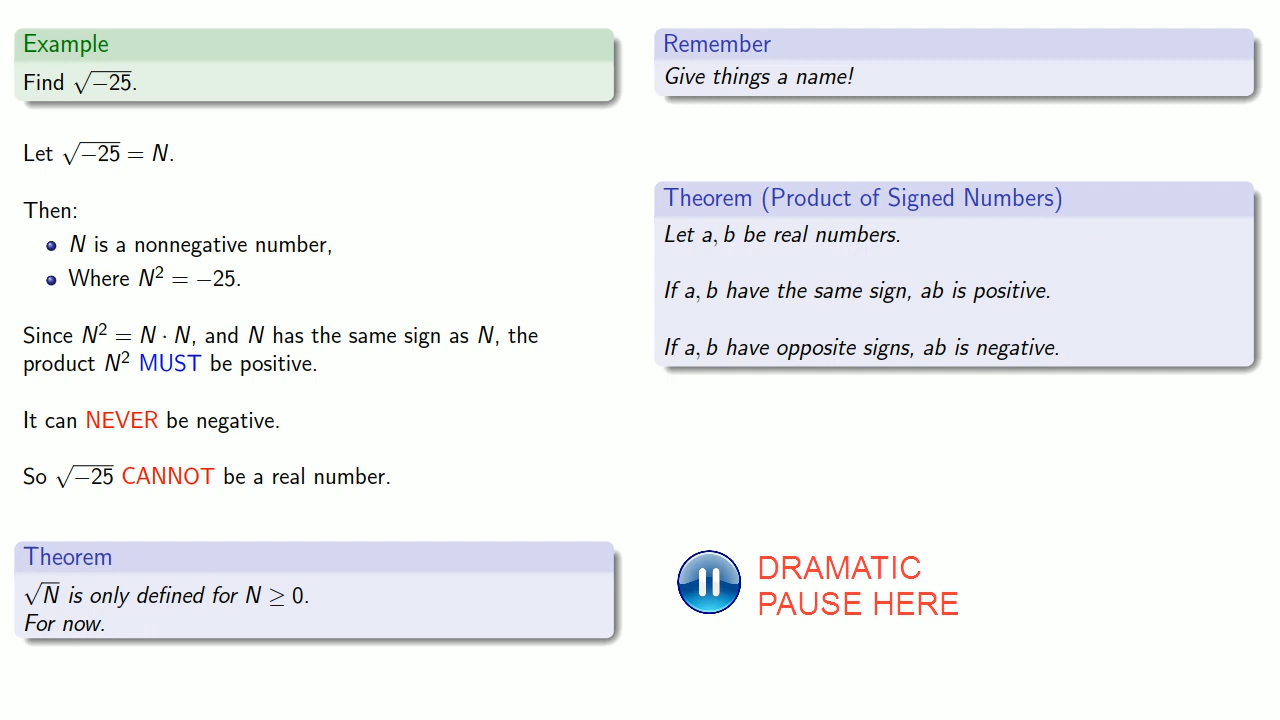 Example
Find √−25.
Let √−25 = N.
Then:
N is a nonnegative number,
Where N² = −25.
Since N² = N · N, and N has the same sign as N, the
product N² MUST be positive.
It can NEVER be negative.
So √−25 CANNOT be a real number.
Theorem
√N is only defined for N ≥ 0.
For now.
Remember
Give things a name!
Theorem (Product of Signed Numbers)
Let a, b be real numbers.
If a, b have the same sign, ab is positive.
If a, b have opposite signs, ab is negative.
DRAMATIC
PAUSE HERE